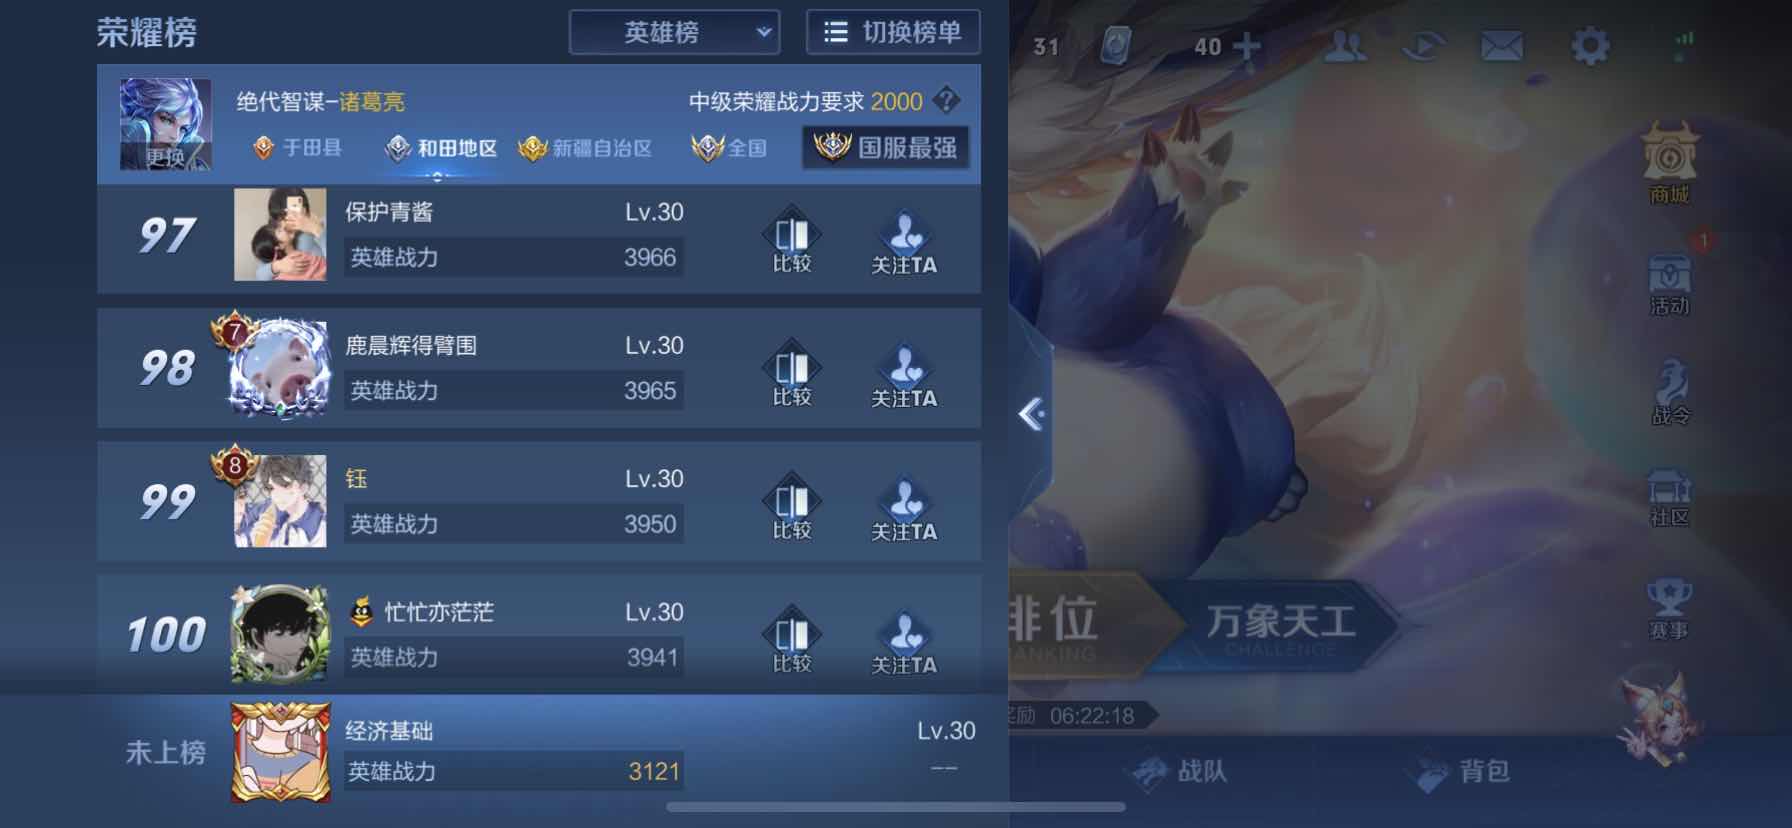 荣耀榜
英雄榜
切换榜单
绝代智谋-诸葛亮
中级荣耀战力要求 2000 ?
更换
于田县
和田地区
新疆自治区
全国
国服最强
97
保护青酱 Lv.30
英雄战力 3966
比较
关注TA
98
7
鹿晨辉得臂围 Lv.30
英雄战力 3965
比较
关注TA
99
8
钰 Lv.30
英雄战力 3950
比较
关注TA
100
忙忙亦茫茫 Lv.30
英雄战力 3941
比较
关注TA
未上榜
经济基础 Lv.30
英雄战力 3121 --
31
40
商城
1
活动
战令
社区
赛事
排位
RANKING
万象天工
CHALLENGE
奖励 06:22:18
战队
背包